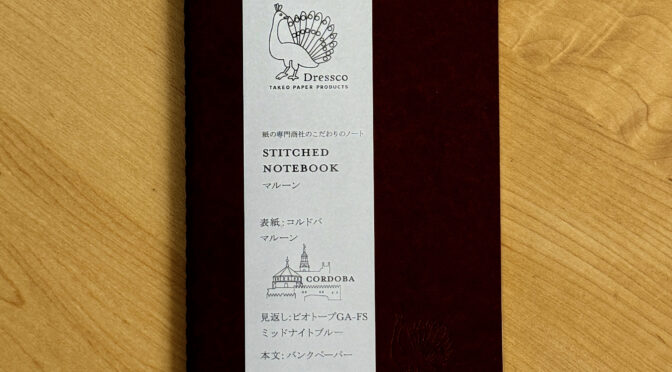 Dressco
TAKEO PAPER PRODUCTS
紙の専門商社のこだわりのノート
STITCHED
NOTEBOOK
マルーン
表紙:コルドバ
マルーン
CORDOBA
見返し:ビオトープGA-FS
ミッドナイトブルー
本文:バンクペーパー